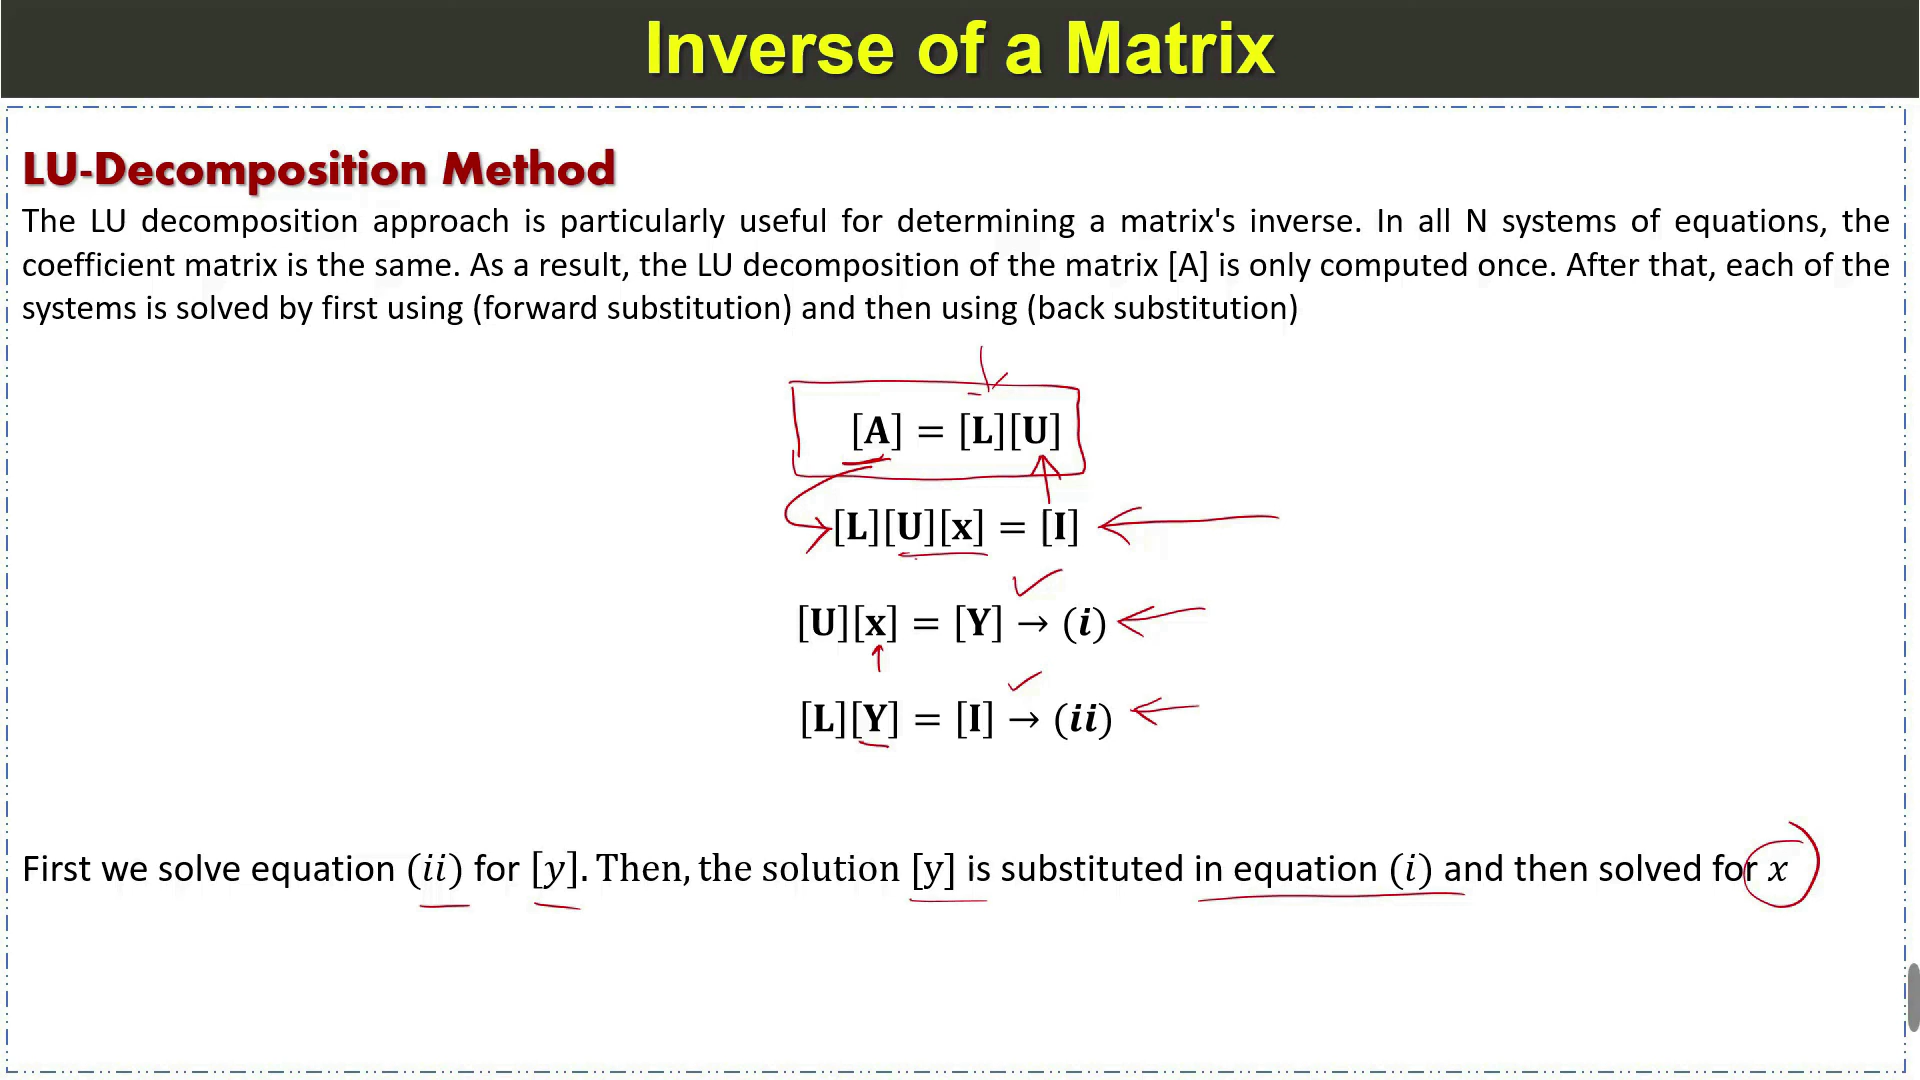 Inverse of a Matrix
LU-Decomposition Method
The LU decomposition approach is particularly useful for determining a matrix's inverse. In all N systems of equations, the
coefficient matrix is the same. As a result, the LU decomposition of the matrix [A] is only computed once. After that, each of the
systems is solved by first using (forward substitution) and then using (back substitution)
[A] = [L][U]
[L][U][x] = [I]
[U][x] = [Y] → (i)
[L][Y] = [I] → (ii)
First we solve equation (ii) for [y]. Then, the solution [y] is substituted in equation (i) and then solved for x